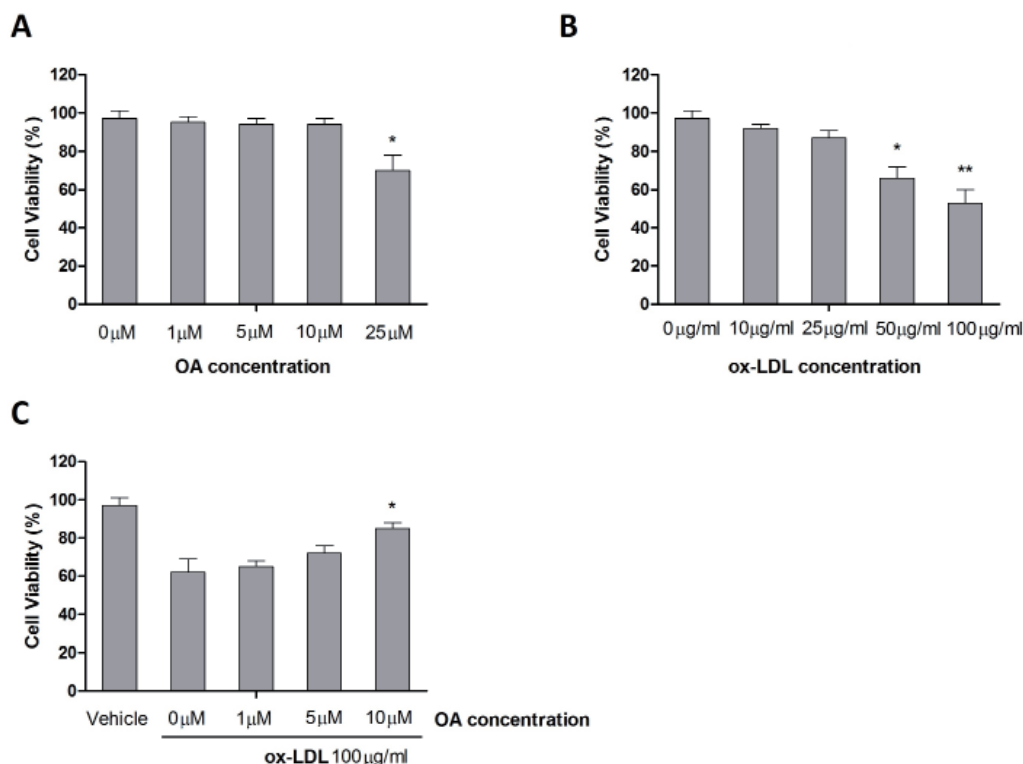 A
Cell Viability (%)
120
100
80
60
40
20
0
*
0μM 1μM 5μM 10μM 25μM
OA concentration
B
Cell Viability (%)
120
100
80
60
40
20
0
*
**
0μg/ml 10μg/ml 25μg/ml 50μg/ml 100μg/ml
ox-LDL concentration
C
Cell Viability (%)
120
100
80
60
40
20
0
*
Vehicle 0μM 1μM 5μM 10μM OA concentration
ox-LDL 100μg/ml